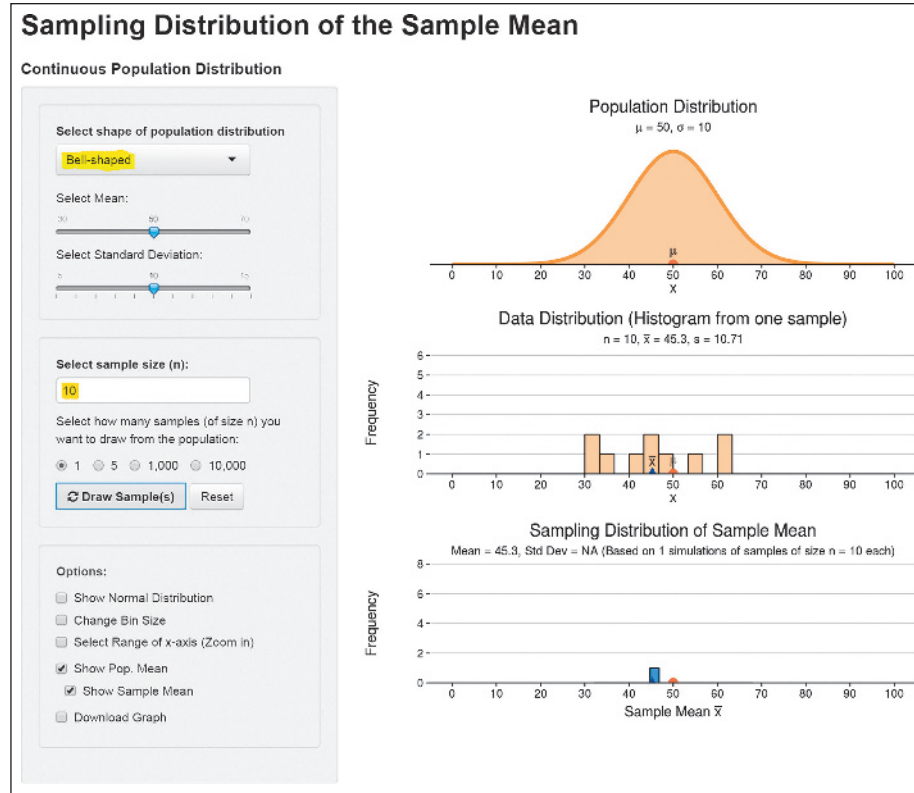 Sampling Distribution of the Sample Mean
Continuous Population Distribution
Select shape of population distribution
Bell-shaped
Select Mean:
30 50 70
Select Standard Deviation:
5 10 15
Select sample size (n):
10
Select how many samples (of size n) you
want to draw from the population:
1 5 1,000 10,000
Draw Sample(s) Reset
Options:
Show Normal Distribution
Change Bin Size
Select Range of x-axis (Zoom in)
Show Pop. Mean
Show Sample Mean
Download Graph
Population Distribution
μ = 50, σ = 10
μ
0 10 20 30 40 50 60 70 80 90 100
X
Data Distribution (Histogram from one sample)
n = 10, x̄ = 45.3, s = 10.71
Frequency
6
5
4
3
2
1
0
x̄
0 10 20 30 40 50 60 70 80 90 100
X
Sampling Distribution of Sample Mean
Mean = 45.3, Std Dev = NA (Based on 1 simulations of samples of size n = 10 each)
Frequency
8
6
4
2
0
0 10 20 30 40 50 60 70 80 90 100
Sample Mean x̄